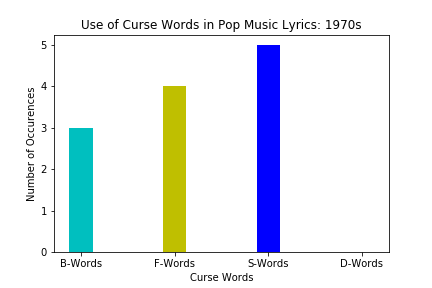 Use of Curse Words in Pop Music Lyrics: 1970s
5
4
3
2
1
0
Number of Occurences
B-Words F-Words S-Words D-Words
Curse Words